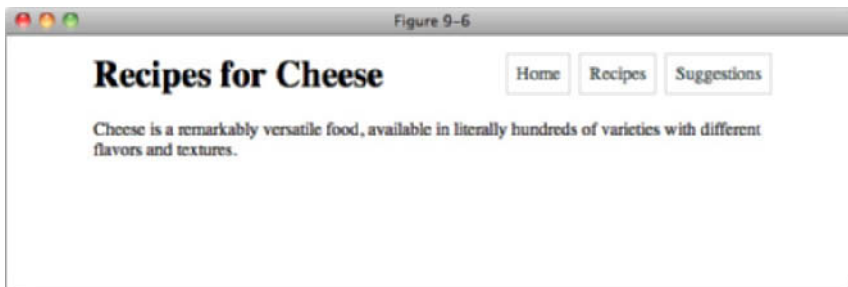 Figure 9-6
Recipes for Cheese
Home Recipes Suggestions
Cheese is a remarkably versatile food, available in literally hundreds of varieties with different
flavors and textures.